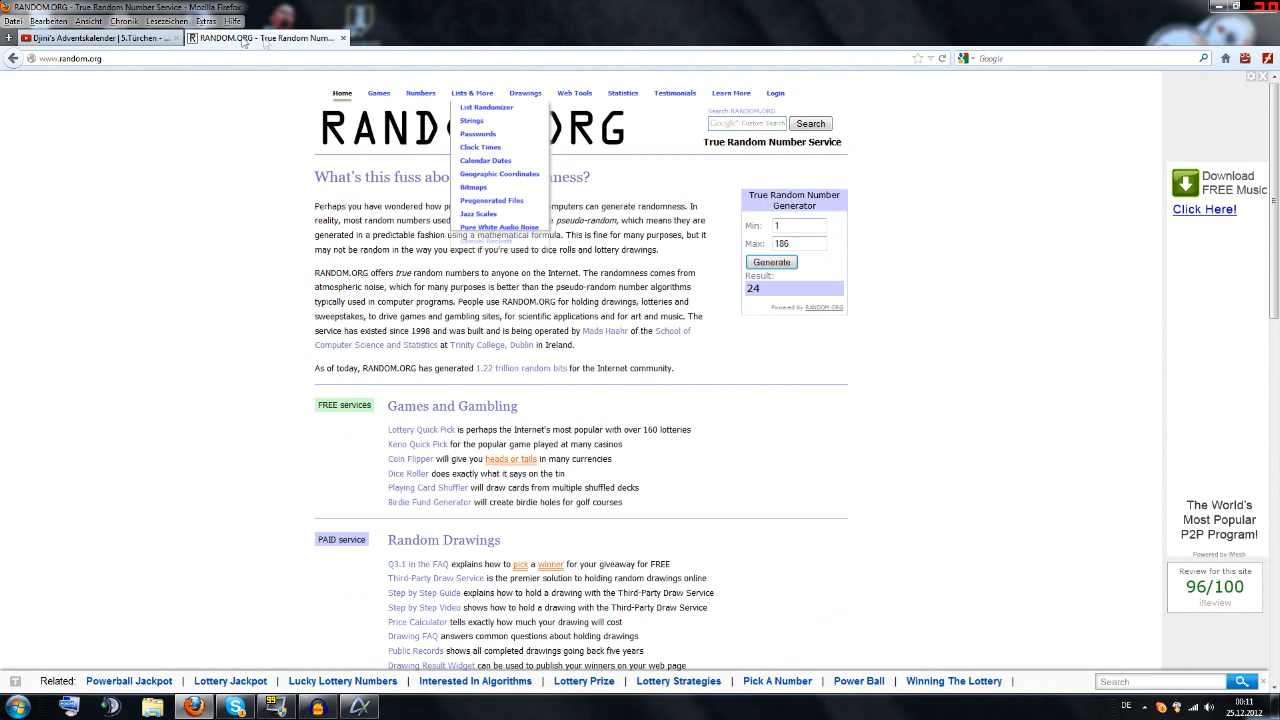 RANDOM.ORG - True Random Number Service - Mozilla Firefox
Datei Bearbeiten Ansicht Chronik Lesezeichen Extras Hilfe
Djini's Adventskalender | 5.Türchen - ... × RANDOM.ORG - True Random Num... ×
www.random.org Google
Home Games Numbers Lists & More Drawings Web Tools Statistics Testimonials Learn More Login
List Randomizer
Strings
Passwords
Clock Times
Calendar Dates
Geographic Coordinates
Bitmaps
Pregenerated Files
Jazz Scales
Pure White Audio Noise
Samuel Beckett
Search RANDOM.ORG
Google™ Custom Search Search
RAND ORG
True Random Number Service
What's this fuss abo ness?
Perhaps you have wondered how p puters can generate randomness. In
reality, most random numbers used pseudo-random, which means they are
generated in a predictable fashion using a mathematical formula. This is fine for many purposes, but it
may not be random in the way you expect if you're used to dice rolls and lottery drawings.
RANDOM.ORG offers true random numbers to anyone on the Internet. The randomness comes from
atmospheric noise, which for many purposes is better than the pseudo-random number algorithms
typically used in computer programs. People use RANDOM.ORG for holding drawings, lotteries and
sweepstakes, to drive games and gambling sites, for scientific applications and for art and music. The
service has existed since 1998 and was built and is being operated by Mads Haahr of the School of
Computer Science and Statistics at Trinity College, Dublin in Ireland.
As of today, RANDOM.ORG has generated 1.22 trillion random bits for the Internet community.
True Random Number
Generator
Min: 1
Max: 186
Generate
Result:
24
Powered by RANDOM.ORG
FREE services
Games and Gambling
Lottery Quick Pick is perhaps the Internet's most popular with over 160 lotteries
Keno Quick Pick for the popular game played at many casinos
Coin Flipper will give you heads or tails in many currencies
Dice Roller does exactly what it says on the tin
Playing Card Shuffler will draw cards from multiple shuffled decks
Birdie Fund Generator will create birdie holes for golf courses
PAID service
Random Drawings
Q3.1 in the FAQ explains how to pick a winner for your giveaway for FREE
Third-Party Draw Service is the premier solution to holding random drawings online
Step by Step Guide explains how to hold a drawing with the Third-Party Draw Service
Step by Step Video shows how to hold a drawing with the Third-Party Draw Service
Price Calculator tells exactly how much your drawing will cost
Drawing FAQ answers common questions about holding drawings
Public Records shows all completed drawings going back five years
Drawing Result Widget can be used to publish your winners on your web page
Download
FREE Music
Click Here!
The World's
Most Popular
P2P Program!
Powered by iMesh
Review for this site
96/100
iReview
Related: Powerball Jackpot | Lottery Jackpot | Lucky Lottery Numbers | Interested In Algorithms | Lottery Prize | Lottery Strategies | Pick A Number | Power Ball | Winning The Lottery
Search
DE
00:11
25.12.2012